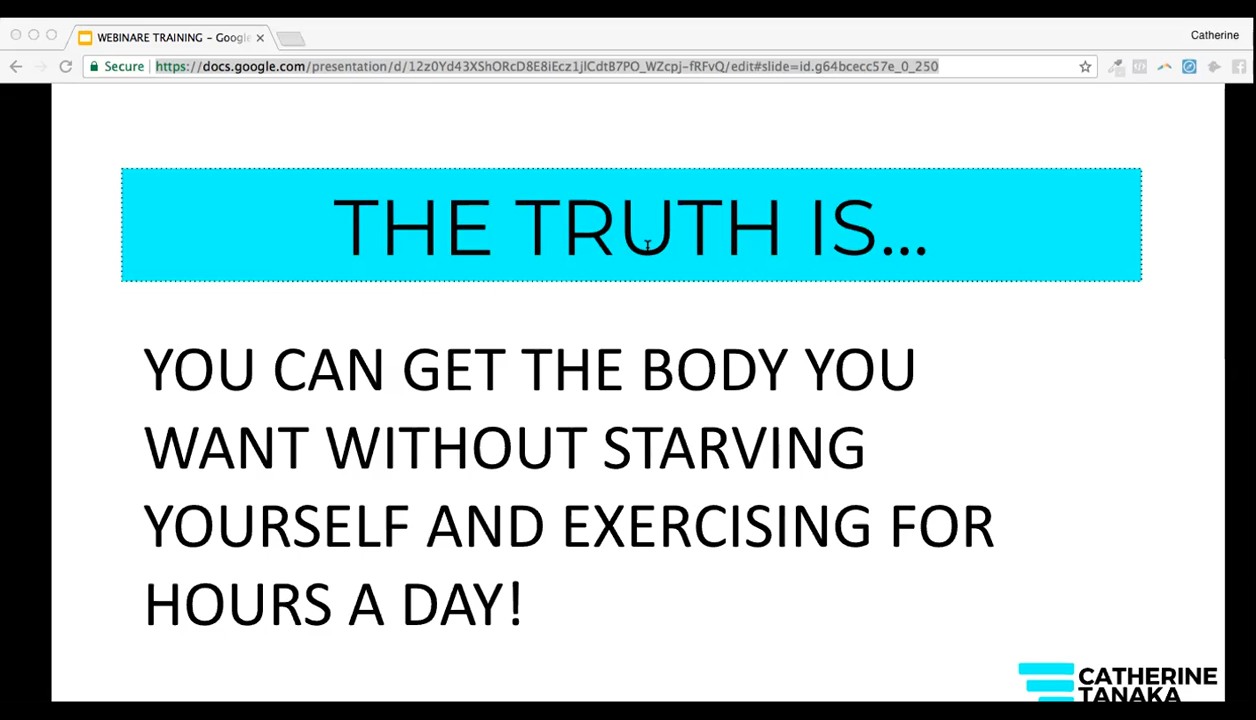 WEBINARE TRAINING - Googl
Catherine
Secure
https://docs.google.com/presentation/d/12z0Yd43XShORcD8E8iEcz1jlCdtB7PO_WZcpj-fRFvQ/edit#slide=id.g64bcecc57e_0_250
THE TRUTH IS...
YOU CAN GET THE BODY YOU
WANT WITHOUT STARVING
YOURSELF AND EXERCISING FOR
HOURS A DAY!
CATHERINE
TANAKA